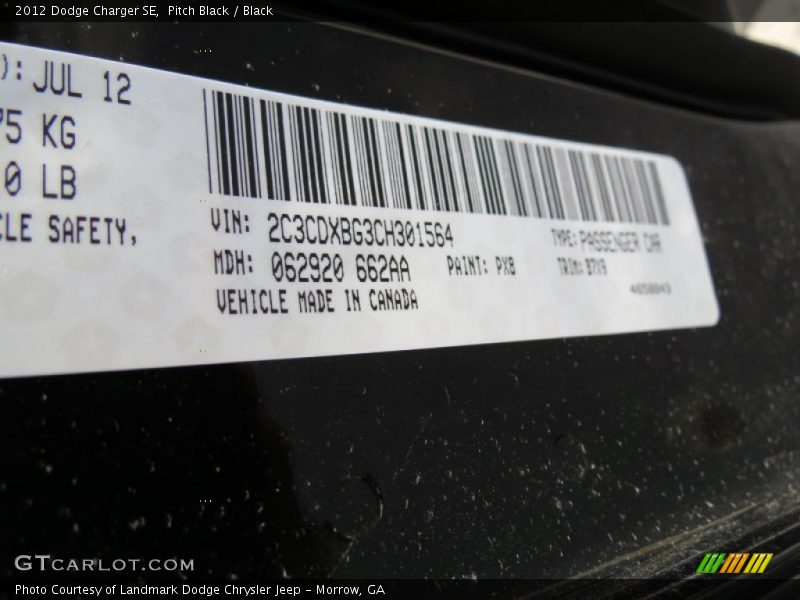 2012 Dodge Charger SE,  Pitch Black / Black
): JUL 12
75 KG
0 LB
CLE SAFETY,
VIN: 2C3CDXBG3CH301564
TYPE: PASSENGER CAR
MDH: 062920 662AA
PAINT: PX8
TRIM: B7X9
VEHICLE MADE IN CANADA
GTCARLOT.COM
Photo Courtesy of Landmark Dodge Chrysler Jeep – Morrow, GA